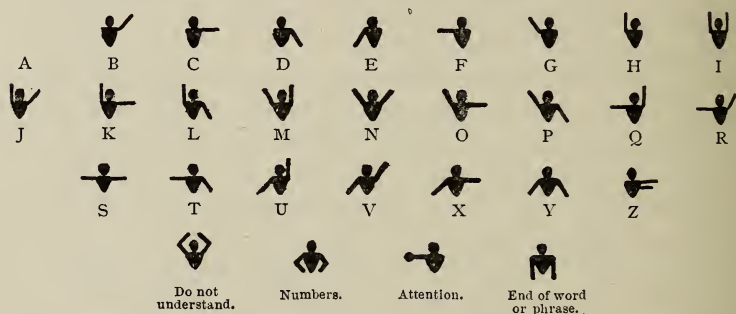 A B C D E F G H I
J K L M N O P Q R
S T U V X Y Z
Do not understand. Numbers. Attention. End of word or phrase.